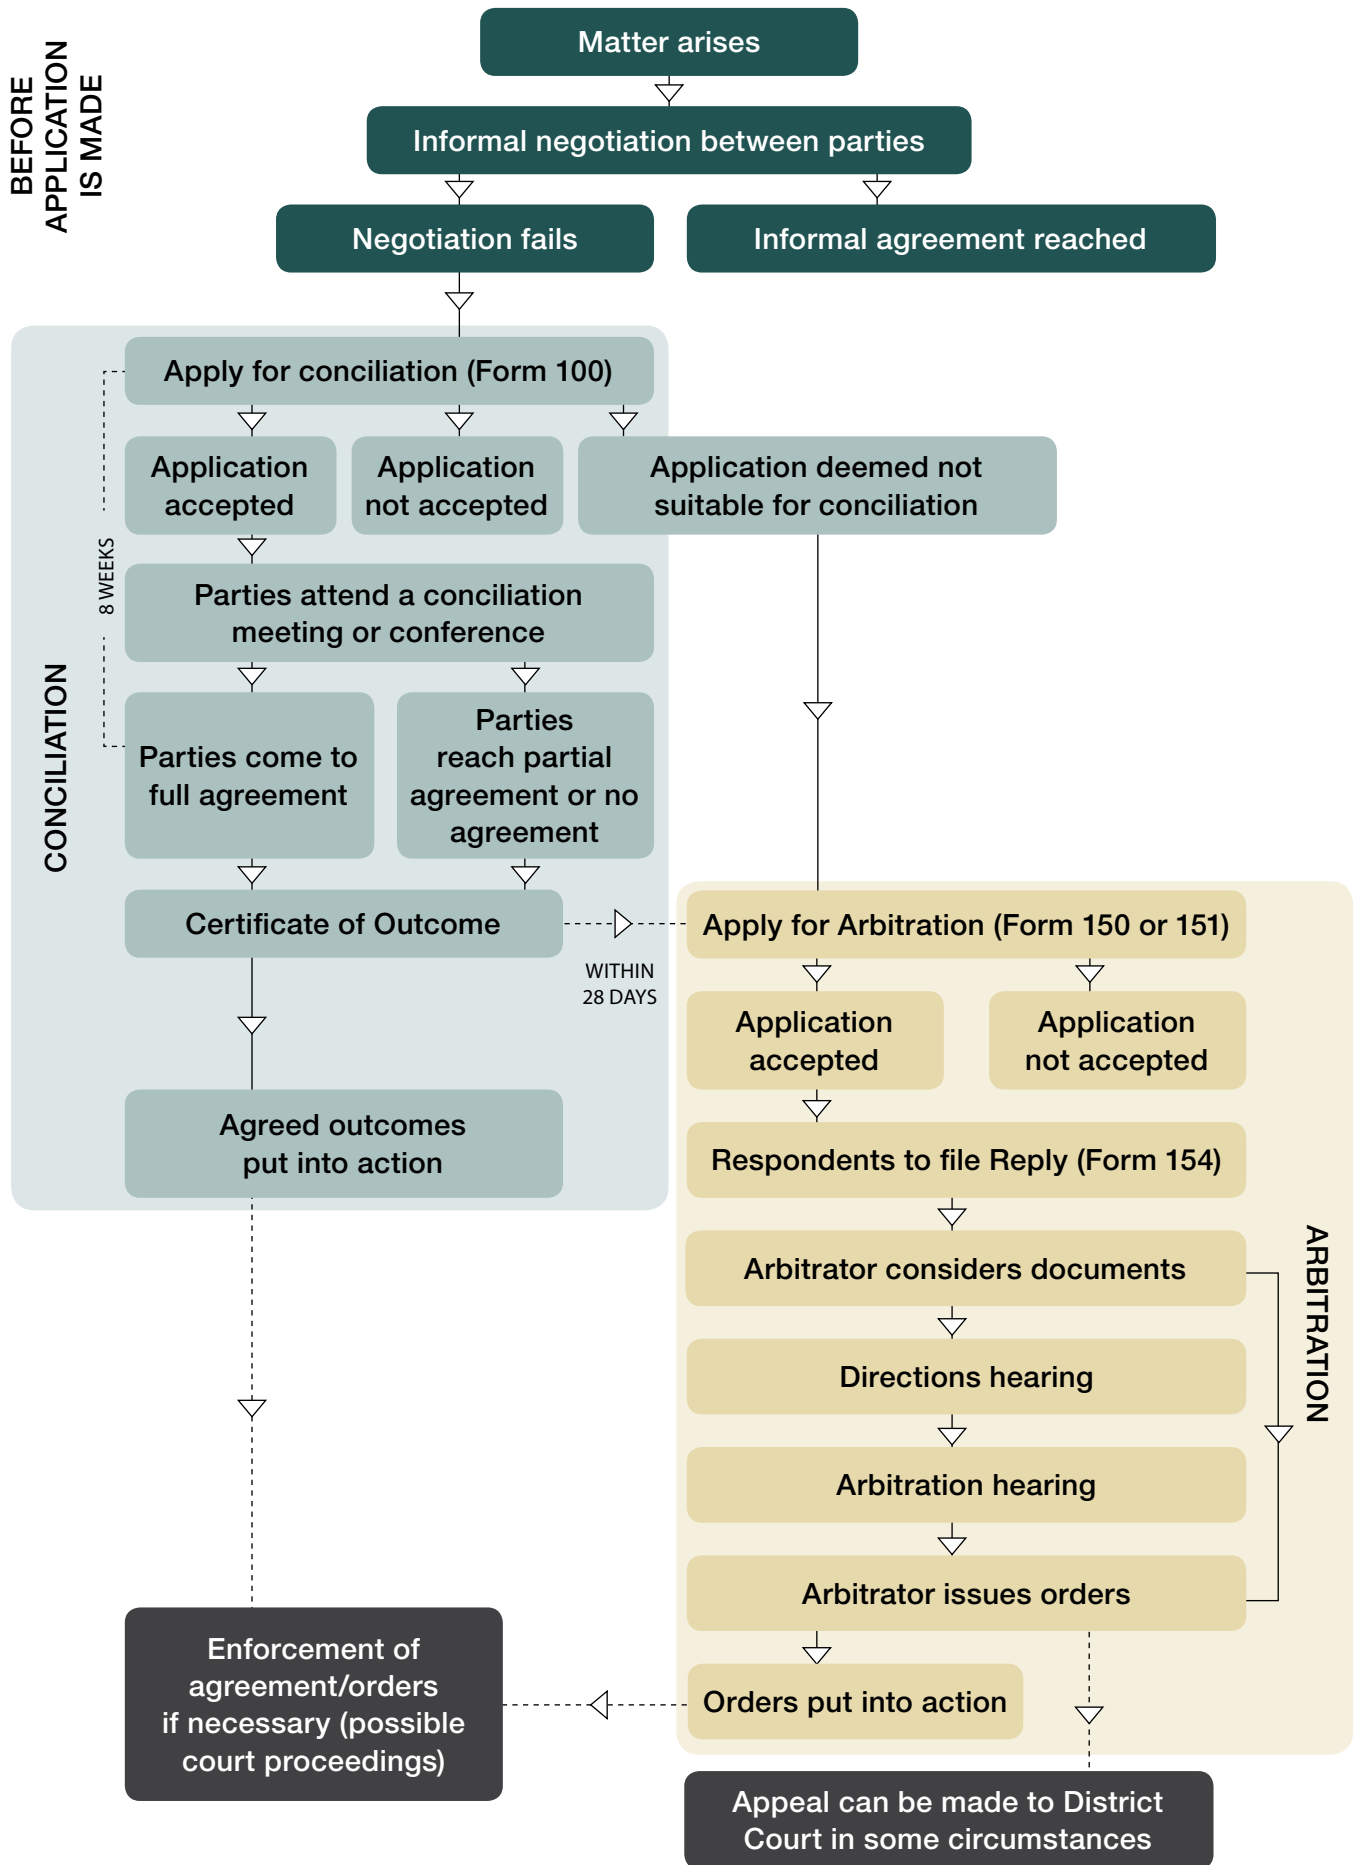 BEFORE
APPLICATION
IS MADE
Matter arises
Informal negotiation between parties
Negotiation fails
Informal agreement reached
CONCILIATION
Apply for conciliation (Form 100)
Application
accepted
Application
not accepted
Application deemed not
suitable for conciliation
8 WEEKS
Parties attend a conciliation
meeting or conference
Parties come to
full agreement
Parties
reach partial
agreement or no
agreement
Certificate of Outcome
WITHIN
28 DAYS
Agreed outcomes
put into action
ARBITRATION
Apply for Arbitration (Form 150 or 151)
Application
accepted
Application
not accepted
Respondents to file Reply (Form 154)
Arbitrator considers documents
Directions hearing
Arbitration hearing
Arbitrator issues orders
Orders put into action
Enforcement of
agreement/orders
if necessary (possible
court proceedings)
Appeal can be made to District
Court in some circumstances